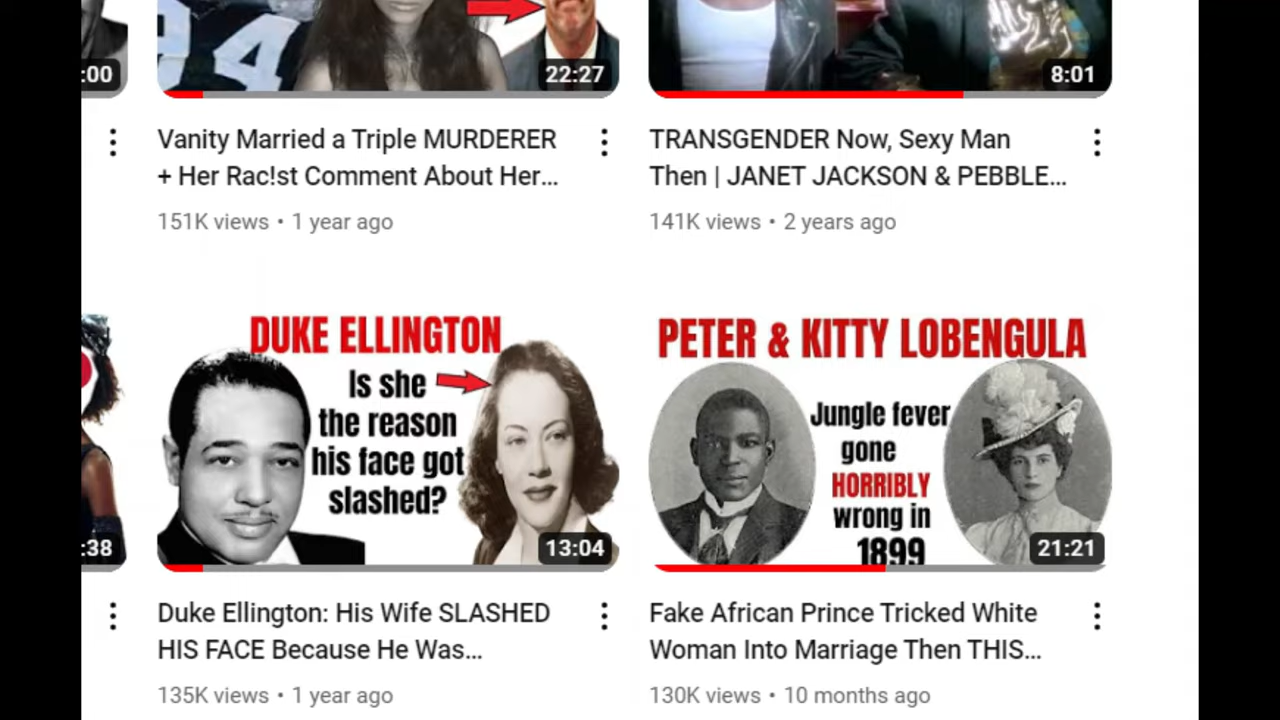 :00
22:27
8:01
Vanity Married a Triple MURDERER
+ Her Rac!st Comment About Her...
151K views • 1 year ago
TRANSGENDER Now, Sexy Man
Then | JANET JACKSON & PEBBLE...
141K views • 2 years ago
:38
DUKE ELLINGTON
Is she
the reason
his face got
slashed?
13:04
PETER & KITTY LOBENGULA
Jungle fever
gone
HORRIBLY
wrong in
1899
21:21
Duke Ellington: His Wife SLASHED
HIS FACE Because He Was...
135K views • 1 year ago
Fake African Prince Tricked White
Woman Into Marriage Then THIS...
130K views • 10 months ago